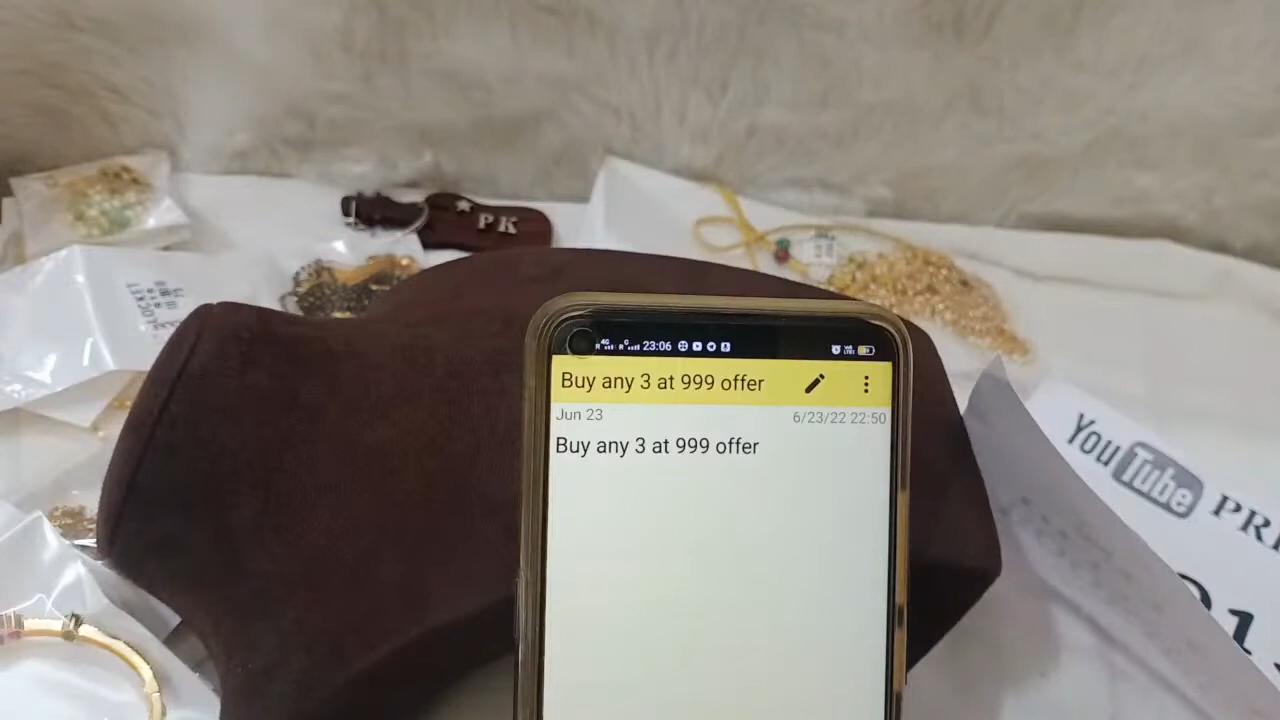 PK
LOCKET
23:06
Buy any 3 at 999 offer
Jun 23
6/23/22 22:50
Buy any 3 at 999 offer
YouTube